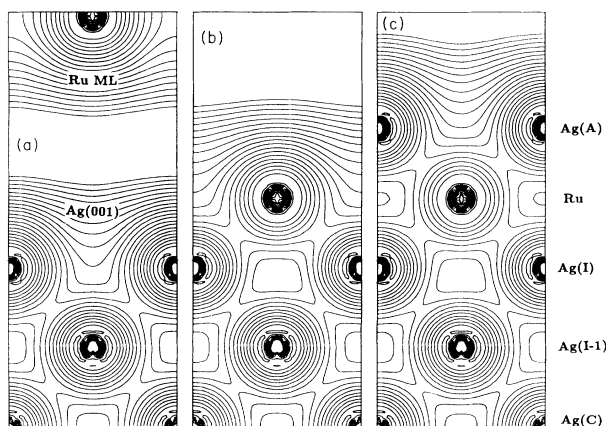 Ru ML
(a)
Ag(001)
(b)
(c)
Ag(A)
Ru
Ag(I)
Ag(I-1)
Ag(C)